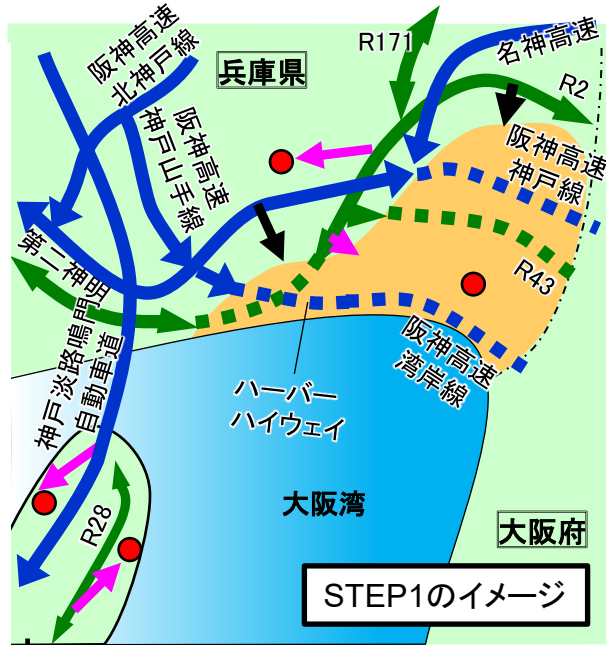 阪神高速
北神戸線
兵庫県
R171
名神高速
R2
阪神高速
神戸山手線
阪神高速
神戸線
第二神明
R43
神戸淡路鳴門
自動車道
ハーバー
ハイウェイ
阪神高速
湾岸線
R28
大阪湾
大阪府
STEP1のイメージ